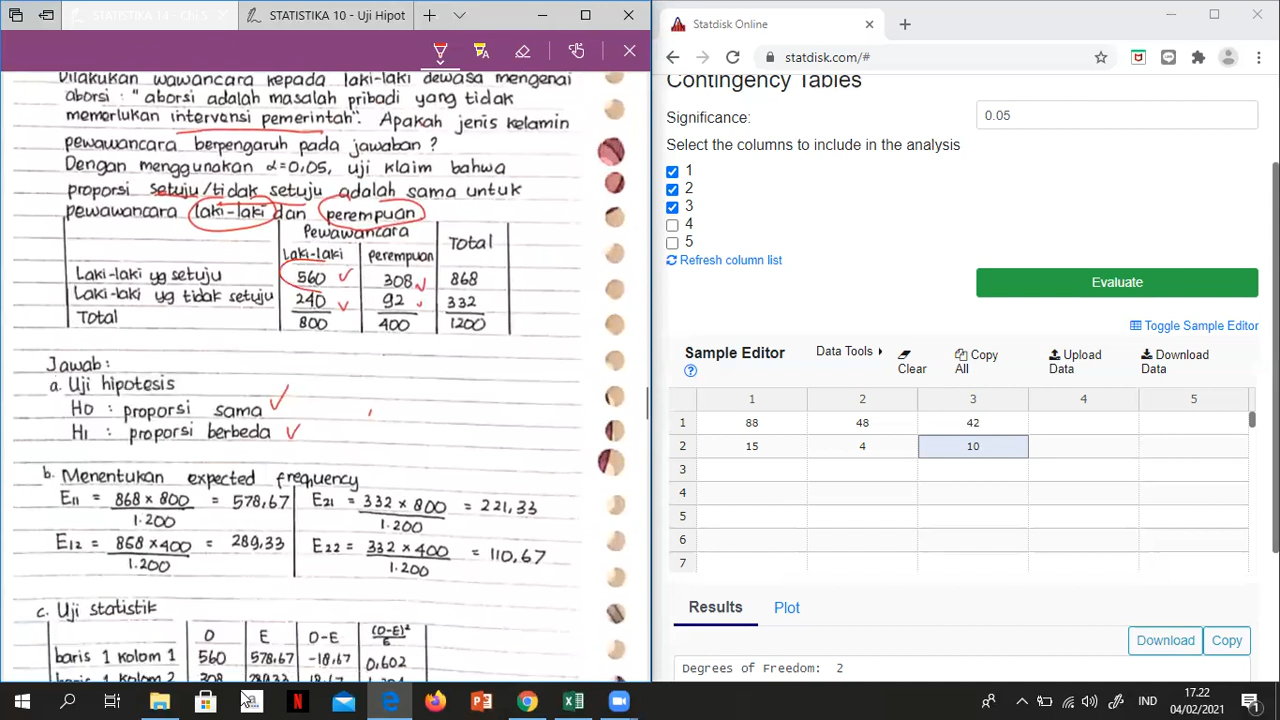 STATISTIKA 14 - Chi S
STATISTIKA 10 - Uji Hipot
Dilakukan wawancara kepada laki-laki dewasa mengenai
aborsi : " aborsi adalah masalah pribadi yang tidak
memerlukan intervensi pemerintah". Apakah jenis kelamin
pewawancara berpengaruh pada jawaban ?
Dengan menggunakan α=0,05, uji klaim bahwa
proporsi setuju/tidak setuju adalah sama untuk
pewawancara laki-laki dan perempuan
Pewawancara
Total
Laki-laki perempuan
Laki-laki yg setuju 560 308 868
Laki-laki yg tidak setuju 240 92 332
Total 800 400 1200
Jawab:
a. Uji hipotesis
H0 : proporsi sama
H1 : proporsi berbeda
b. Menentukan expected frequency
E11 = 868 x 800 = 578,67
1.200
E21 = 332 x 800 = 221,33
1.200
E12 = 868 x 400 = 289,33
1.200
E22 = 332 x 400 = 110,67
1.200
c. Uji statistik
O E O-E (O-E)²
E
baris 1 kolom 1 560 578,67 -18,67 0,602
Statdisk Online
statdisk.com/#
Contingency Tables
Significance: 0.05
Select the columns to include in the analysis
1
2
3
4
5
Refresh column list
Evaluate
Toggle Sample Editor
Sample Editor
Data Tools
Clear
Copy All
Upload Data
Download Data
1 2 3 4 5
1 88 48 42
2 15 4 10
3
4
5
6
7
Results Plot
Download Copy
Degrees of Freedom: 2
IND
17.22
04/02/2021